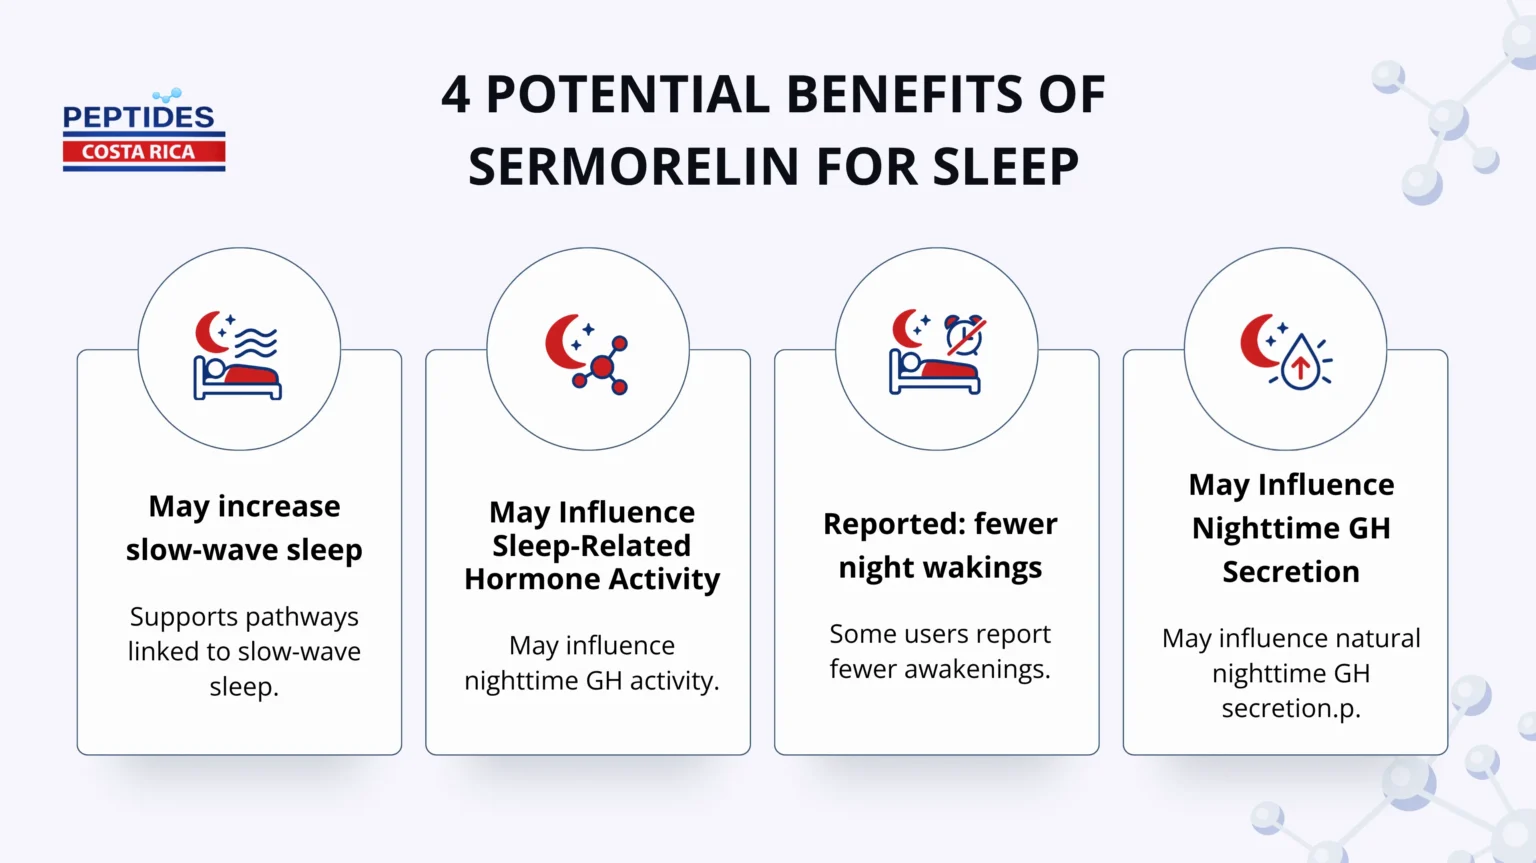 PEPTIDES
COSTA RICA
4 POTENTIAL BENEFITS OF
SERMORELIN FOR SLEEP
May increase
slow-wave sleep
Supports pathways
linked to slow-wave
sleep.
May Influence
Sleep-Related
Hormone Activity
May influence
nighttime GH activity.
Reported: fewer
night wakings
Some users report
fewer awakenings.
May Influence
Nighttime GH
Secretion
May influence natural
nighttime GH
secretion.p.